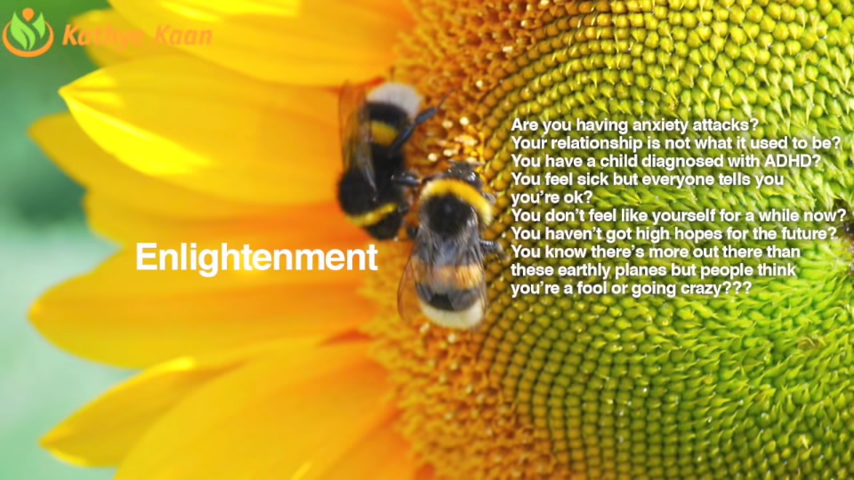 Kathye Kaan
Enlightenment
Are you having anxiety attacks?
Your relationship is not what it used to be?
You have a child diagnosed with ADHD?
You feel sick but everyone tells you
you're ok?
You don't feel like yourself for a while now?
You haven't got high hopes for the future?
You know there's more out there than
these earthly planes but people think
you're a fool or going crazy???